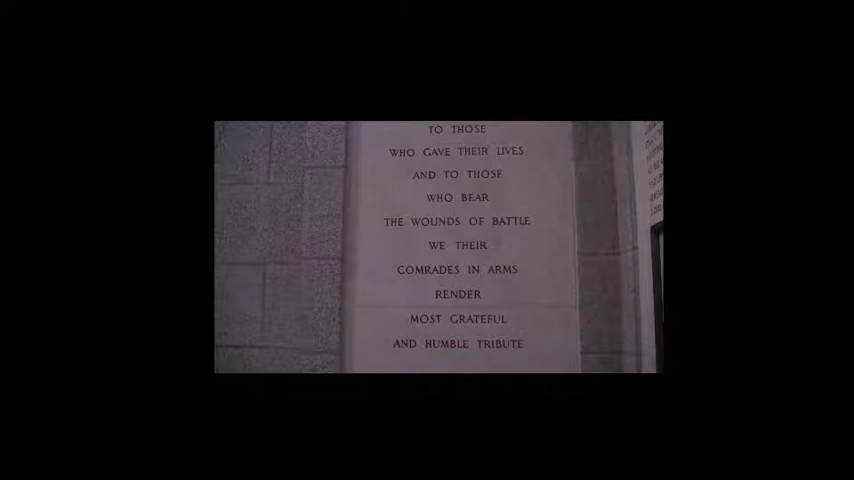 TO THOSE
WHO GAVE THEIR LIVES
AND TO THOSE
WHO BEAR
THE WOUNDS OF BATTLE
WE THEIR
COMRADES IN ARMS
RENDER
MOST GRATEFUL
AND HUMBLE TRIBUTE